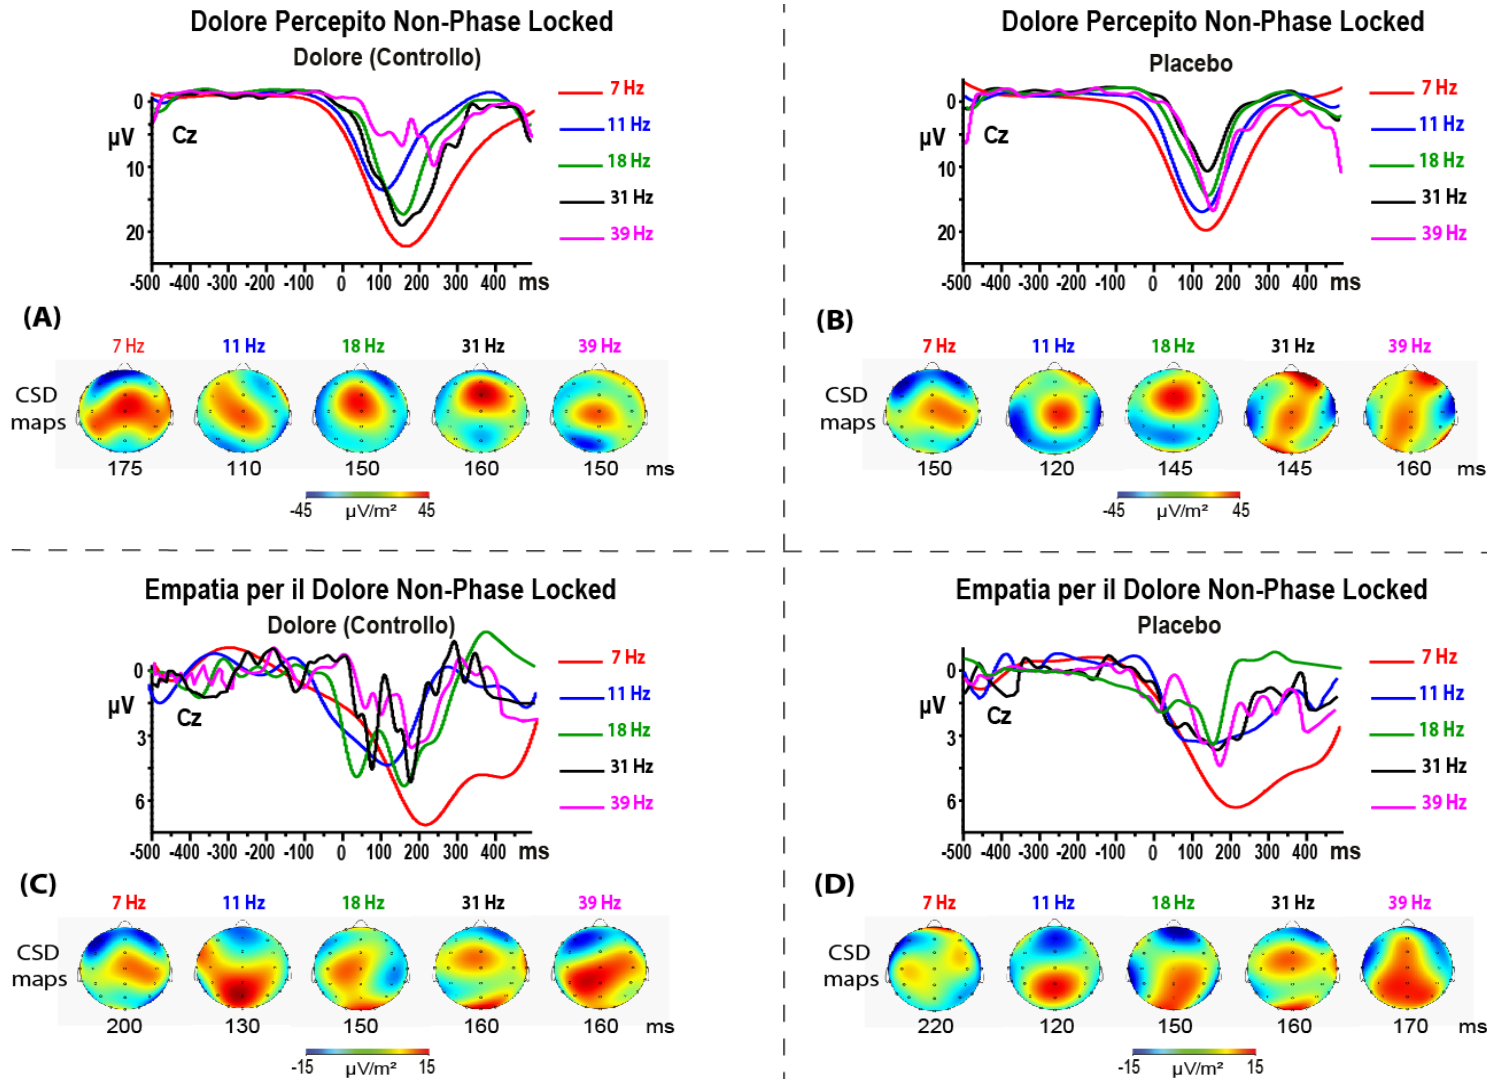 Dolore Percepito Non-Phase Locked
Dolore (Controllo)
0
10
20
µV
Cz
7 Hz
11 Hz
18 Hz
31 Hz
39 Hz
-500 -400 -300 -200 -100 0 100 200 300 400 ms
(A)
7 Hz 11 Hz 18 Hz 31 Hz 39 Hz
CSD
maps
175 110 150 160 150 ms
-45 µV/m² 45
Dolore Percepito Non-Phase Locked
Placebo
0
10
20
µV
Cz
7 Hz
11 Hz
18 Hz
31 Hz
39 Hz
-500 -400 -300 -200 -100 0 100 200 300 400 ms
(B)
7 Hz 11 Hz 18 Hz 31 Hz 39 Hz
CSD
maps
150 120 145 145 160 ms
-45 µV/m² 45
Empatia per il Dolore Non-Phase Locked
Dolore (Controllo)
0
3
6
µV
Cz
7 Hz
11 Hz
18 Hz
31 Hz
39 Hz
-500 -400 -300 -200 -100 0 100 200 300 400 ms
(C)
7 Hz 11 Hz 18 Hz 31 Hz 39 Hz
CSD
maps
200 130 150 160 160 ms
-15 µV/m² 15
Empatia per il Dolore Non-Phase Locked
Placebo
0
3
6
µV
Cz
7 Hz
11 Hz
18 Hz
31 Hz
39 Hz
-500 -400 -300 -200 -100 0 100 200 300 400 ms
(D)
7 Hz 11 Hz 18 Hz 31 Hz 39 Hz
CSD
maps
220 120 150 160 170 ms
-15 µV/m² 15